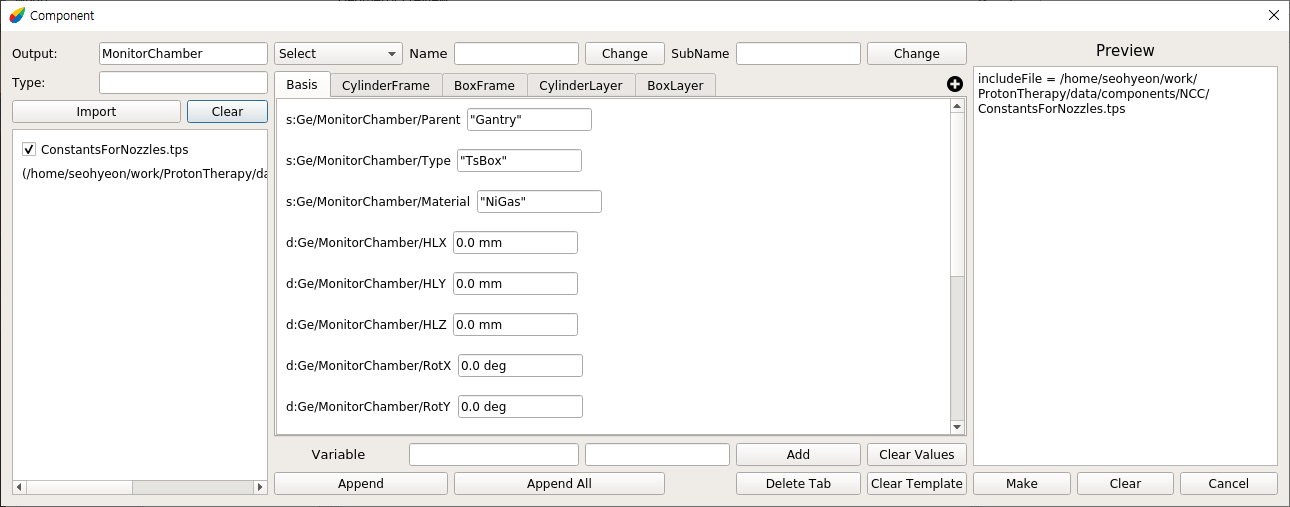 Component
Output:
MonitorChamber
Select
Name
Change
SubName
Change
Preview
Type:
Basis
CylinderFrame
BoxFrame
CylinderLayer
BoxLayer
Import
Clear
ConstantsForNozzles.tps
(/home/seohyeon/work/ProtonTherapy/da
s:Ge/MonitorChamber/Parent
"Gantry"
s:Ge/MonitorChamber/Type
"TsBox"
s:Ge/MonitorChamber/Material
"NiGas"
d:Ge/MonitorChamber/HLX
0.0 mm
d:Ge/MonitorChamber/HLY
0.0 mm
d:Ge/MonitorChamber/HLZ
0.0 mm
d:Ge/MonitorChamber/RotX
0.0 deg
d:Ge/MonitorChamber/RotY
0.0 deg
includeFile = /home/seohyeon/work/
ProtonTherapy/data/components/NCC/
ConstantsForNozzles.tps
Variable
Add
Clear Values
Append
Append All
Delete Tab
Clear Template
Make
Clear
Cancel